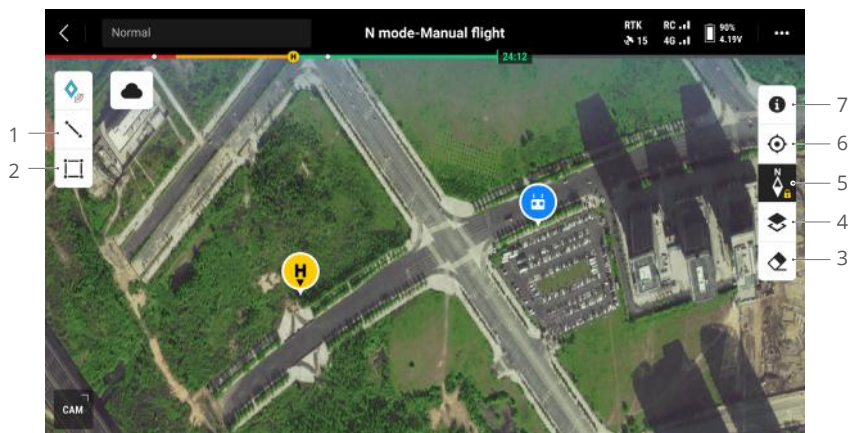 Normal
N mode-Manual flight
RTK
15
RC
4G
90%
4.19V
H
24:12
1
2
7
6
N
5
4
3
H
CAM